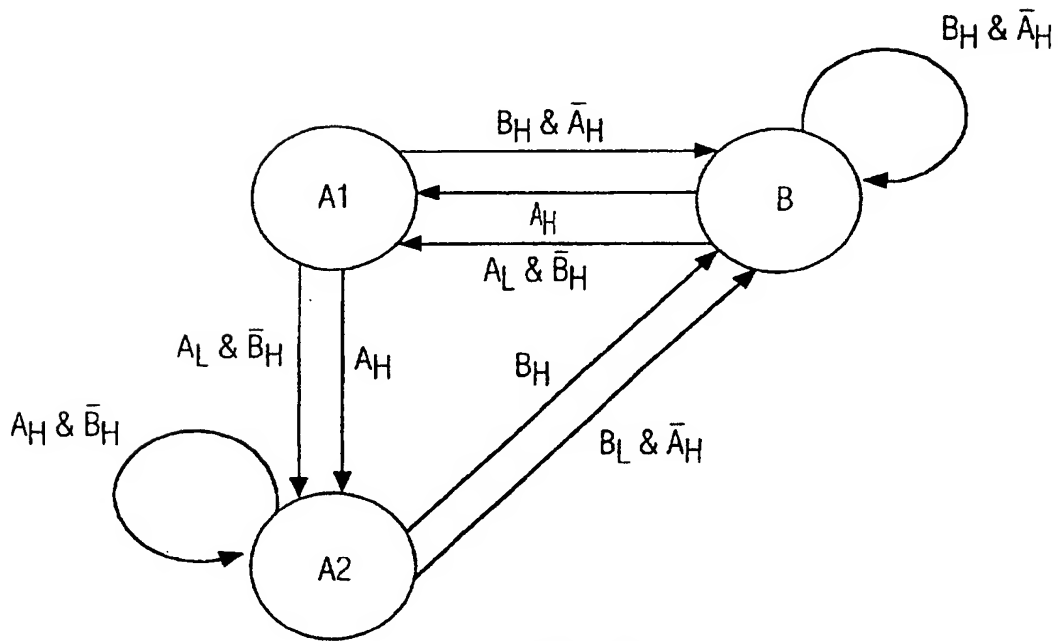 B_H & Ā_H
B_H & Ā_H
A1
B
A_H
A_L & B̄_H
A_L & B̄_H
A_H
B_H
A_H & B̄_H
B_L & Ā_H
A2